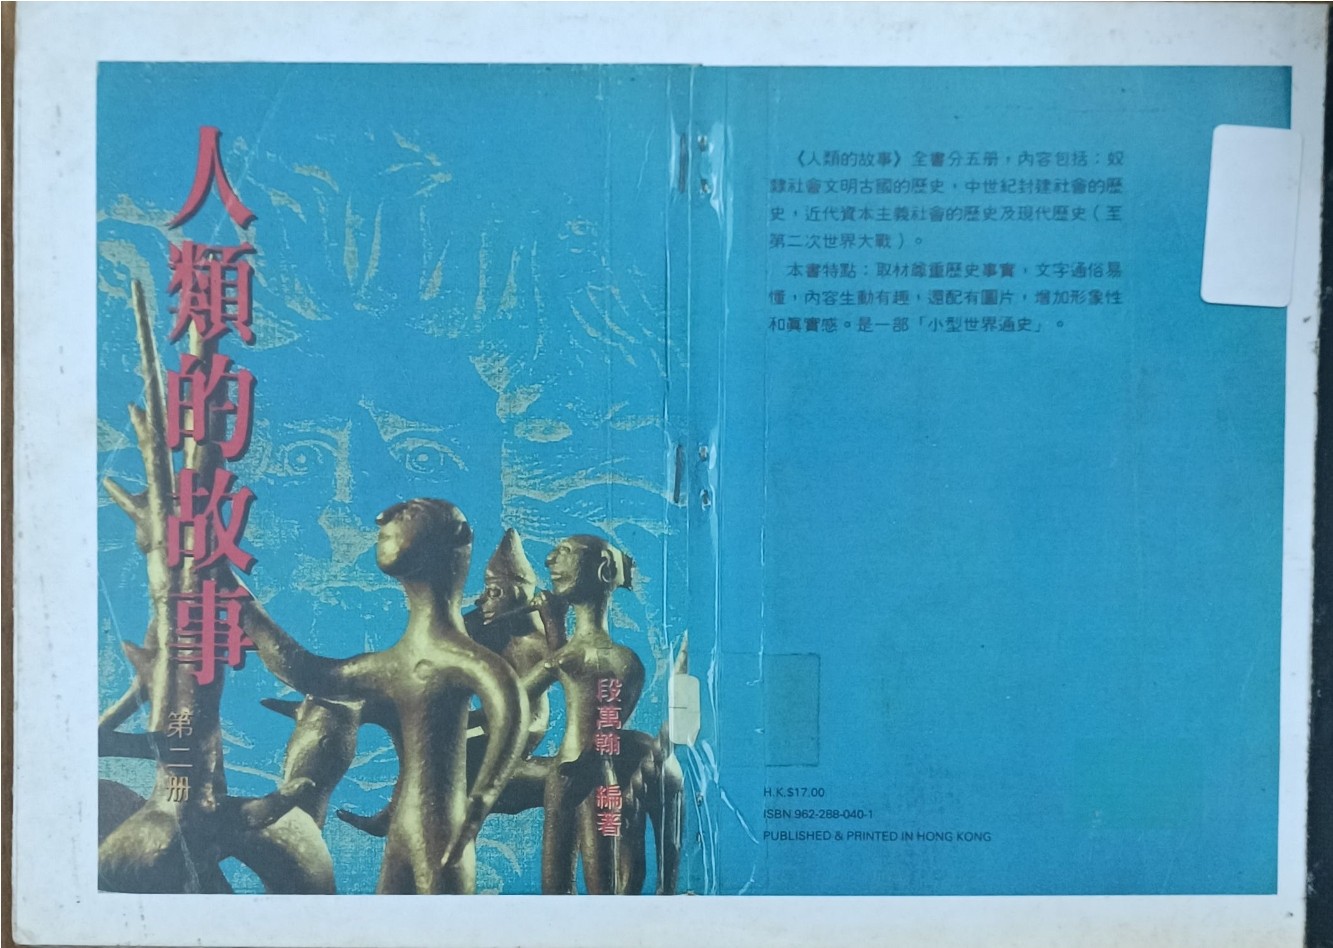 人類的故事
第二册
段萬翰 編著
《人類的故事》全書分五册，內容包括：奴
隸社會文明古國的歷史，中世紀封建社會的歷
史，近代資本主義社會的歷史及現代歷史（至
第二次世界大戰）。
本書特點：取材尊重歷史事實，文字通俗易
懂，內容生動有趣，還配有圖片，增加形象性
和眞實感。是一部「小型世界通史」。
H.K.$17.00
ISBN 962-288-040-1
PUBLISHED & PRINTED IN HONG KONG